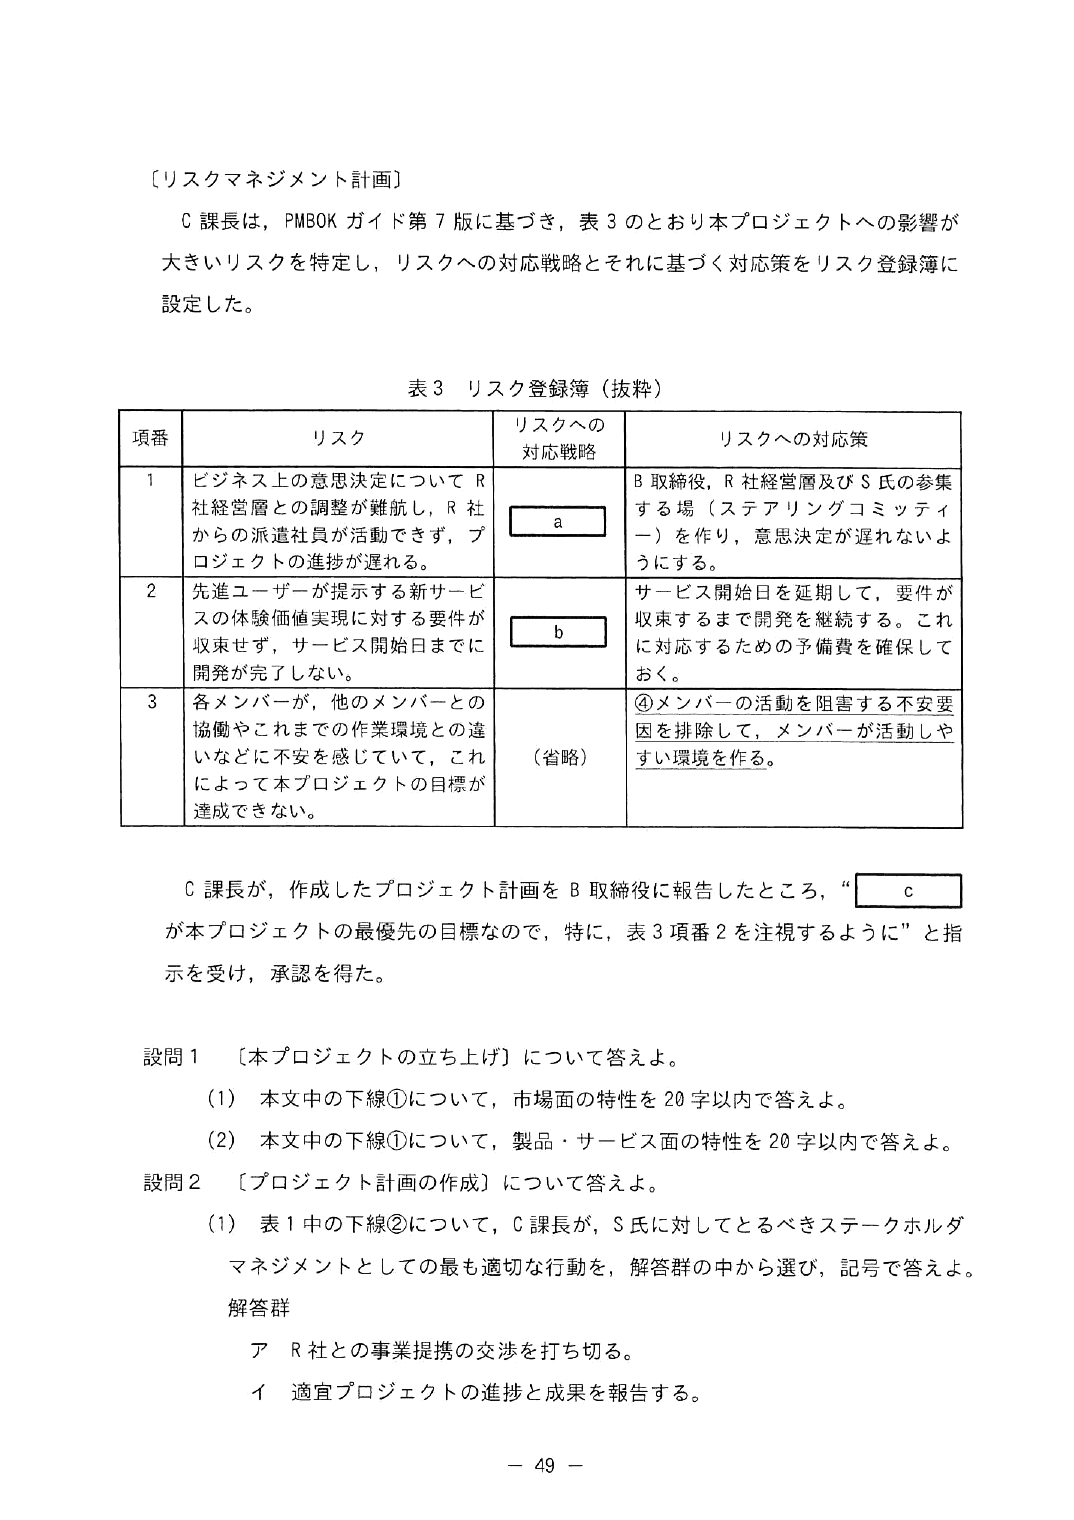 〔リスクマネジメント計画〕
C 課長は，PMBOK ガイド第 7 版に基づき，表 3 のとおり本プロジェクトへの影響が
大きいリスクを特定し，リスクへの対応戦略とそれに基づく対応策をリスク登録簿に
設定した。
表3　リスク登録簿（抜粋）
項番
リスク
リスクへの
対応戦略
リスクへの対応策
1
ビジネス上の意思決定について R
社経営層との調整が難航し，R 社
からの派遣社員が活動できず，プ
ロジェクトの進捗が遅れる。
a
B 取締役，R 社経営層及び S 氏の参集
する場（ステアリングコミッティ
ー）を作り，意思決定が遅れないよ
うにする。
2
先進ユーザーが提示する新サービ
スの体験価値実現に対する要件が
収束せず，サービス開始日までに
開発が完了しない。
b
サービス開始日を延期して，要件が
収束するまで開発を継続する。これ
に対応するための予備費を確保して
おく。
3
各メンバーが，他のメンバーとの
協働やこれまでの作業環境との違
いなどに不安を感じていて，これ
によって本プロジェクトの目標が
達成できない。
（省略）
④メンバーの活動を阻害する不安要
因を排除して，メンバーが活動しや
すい環境を作る。
C 課長が，作成したプロジェクト計画を B 取締役に報告したところ，“ c
が本プロジェクトの最優先の目標なので，特に，表 3 項番 2 を注視するように”と指
示を受け，承認を得た。
設問1　〔本プロジェクトの立ち上げ〕について答えよ。
(1)　本文中の下線①について，市場面の特性を 20 字以内で答えよ。
(2)　本文中の下線①について，製品・サービス面の特性を 20 字以内で答えよ。
設問2　〔プロジェクト計画の作成〕について答えよ。
(1)　表 1 中の下線②について，C 課長が，S 氏に対してとるべきステークホルダ
マネジメントとしての最も適切な行動を，解答群の中から選び，記号で答えよ。
解答群
ア　R 社との事業提携の交渉を打ち切る。
イ　適宜プロジェクトの進捗と成果を報告する。
－ 49 －